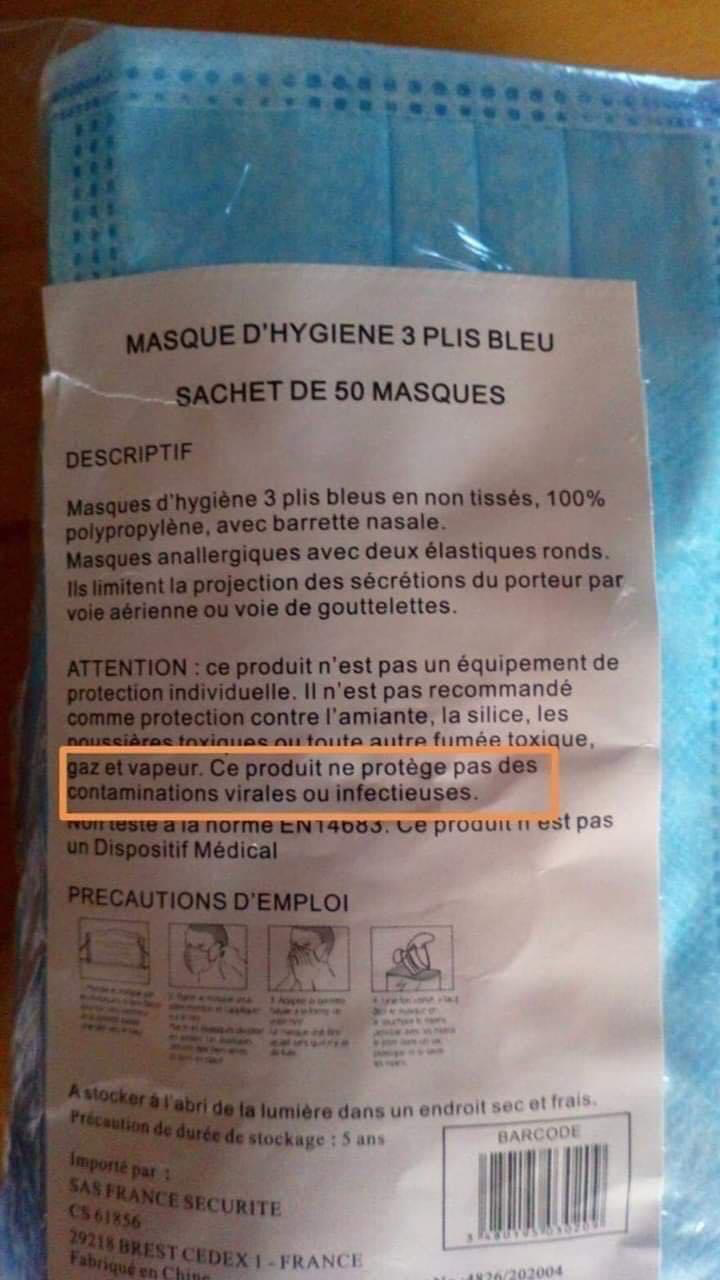 MASQUE D'HYGIENE 3 PLIS BLEU
SACHET DE 50 MASQUES
DESCRIPTIF
Masques d'hygiène 3 plis bleus en non tissés, 100%
polypropylène, avec barrette nasale.
Masques anallergiques avec deux élastiques ronds.
Ils limitent la projection des sécrétions du porteur par
voie aérienne ou voie de gouttelettes.
ATTENTION : ce produit n'est pas un équipement de
protection individuelle. Il n'est pas recommandé
comme protection contre l'amiante, la silice, les
poussières toxiques ou toute autre fumée toxique,
gaz et vapeur. Ce produit ne protège pas des
contaminations virales ou infectieuses.
Non testé à la norme EN14683. Ce produit n'est pas
un Dispositif Médical
PRECAUTIONS D'EMPLOI
A stocker à l'abri de la lumière dans un endroit sec et frais.
Précaution de durée de stockage : 5 ans
BARCODE
Importé par :
SAS FRANCE SECURITE
CS 61856
29218 BREST CEDEX 1 - FRANCE
Fabriqué en Chine
4826/202004